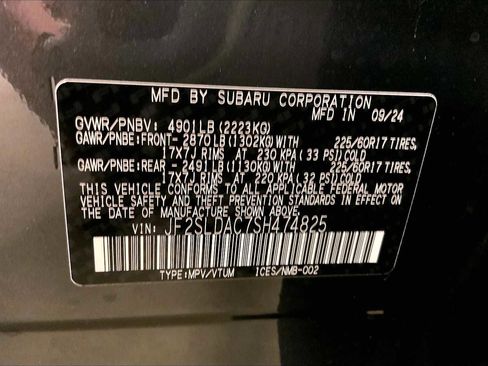 MFD BY SUBARU CORPORATION
MFD IN 09/24
GVWR/PNBV: 4901LB(2223KG)
GAWR/PNBE:FRONT- 2870LB(1302KG)WITH 225/60R17 TIRES,
17X7J RIMS AT 230 KPA(33 PSI)COLD
GAWR/PNBE:REAR -2491LB(1130KG)WITH 225/60R17 TIRES,
17X7J RIMS AT 220 KPA(32 PSI)COLD
THIS VEHICLE CONFORMS TO ALL APPLICABLE FEDERAL MOTOR
VEHICLE SAFETY AND THEFT PREVENTION STANDARDS IN
EFFECT ON THE DATE OF MANUFACTURE SHOWN ABOVE.
VIN: JF2SLDAC7SH474825
TYPE:MPV/VTUM ICES/NMB-002